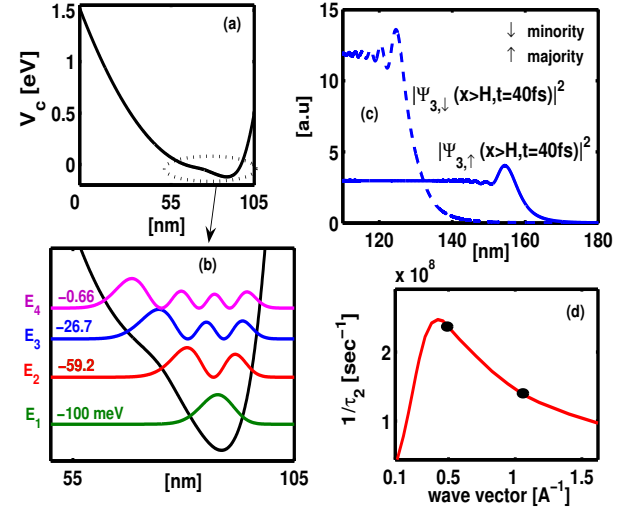 (a)
1.5
1
0.5
0
V_c [eV]
0
55
105
[nm]
(b)
E_4
−0.66
E_3
−26.7
E_2
−59.2
E_1
−100 meV
55
[nm]
105
15
10
5
0
[a.u]
↓ minority
↑ majority
|Ψ_{3,↓} (x>H,t=40fs)|^2
(c)
|Ψ_{3,↑} (x>H,t=40fs)|^2
120
140
160
180
[nm]
x 10^8
(d)
2
1
1/τ_2 [sec^{−1}]
0.1
0.5
1
1.5
wave vector [A^{−1}]